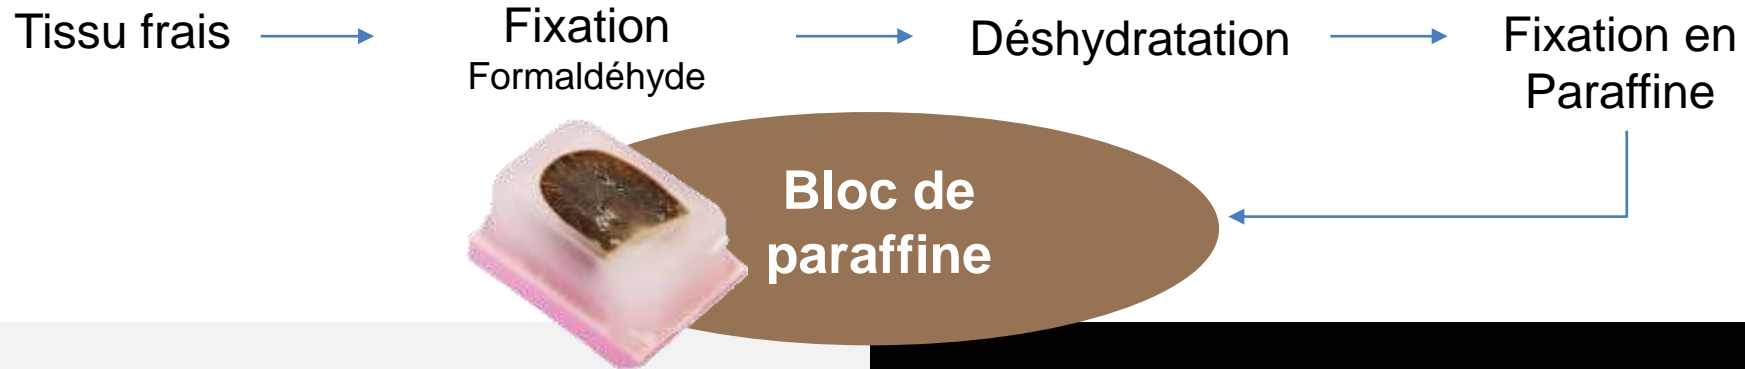 Tissu frais
Fixation
Formaldéhyde
Déshydratation
Fixation en
Paraffine
Bloc de
paraffine